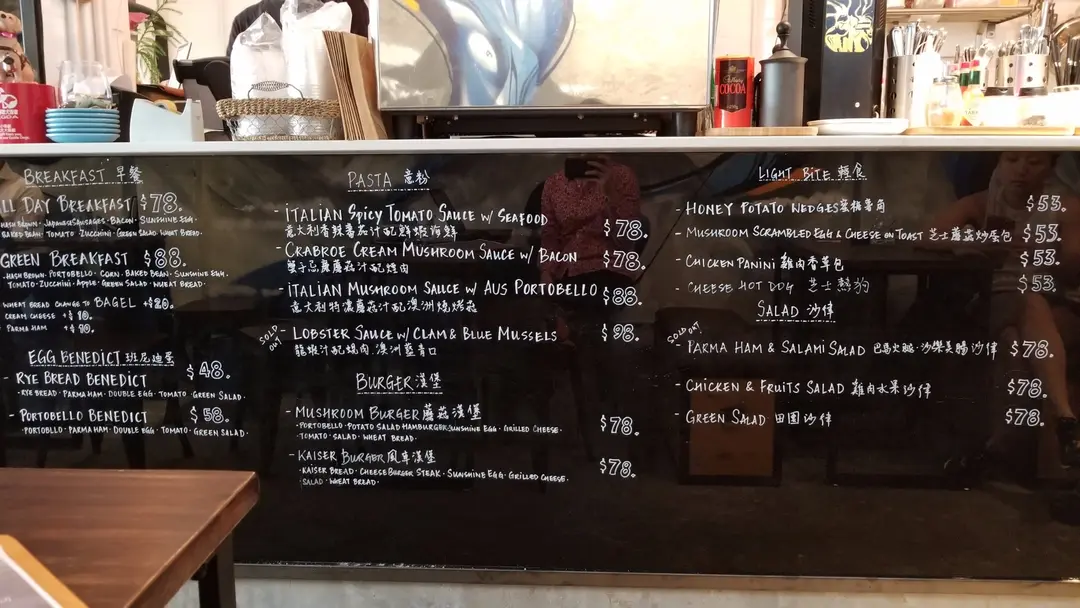 BREAKFAST 早餐
ALL DAY BREAKFAST $78.
HASH BROWN · JAPANESE SAUSAGES · BACON · SUNSHINE EGG ·
BAKED BEAN · TOMATO · ZUCCHINI · GREEN SALAD · WHEAT BREAD.
GREEN BREAKFAST $88.
· HASH BROWN · PORTOBELLO · CORN · BAKED BEAN · SUNSHINE EGG.
· TOMATO · ZUCCHINI · APPLE · GREEN SALAD · WHEAT BREAD.
WHEAT BREAD CHANGE TO BAGEL +$20.
CREAM CHEESE +$10.
PARMA HAM +$20.
EGG BENEDICT 班尼迪蛋
- RYE BREAD BENEDICT $48.
· RYE BREAD · PARMA HAM · DOUBLE EGG · TOMATO · GREEN SALAD.
- PORTOBELLO BENEDICT $58.
· PORTOBLLO · PARMA HAM · DOUBLE EGG · TOMATO · GREEN SALAD.
PASTA 意粉
- ITALIAN SPICY TOMATO SAUCE W/ SEAFOOD $78.
意大利香辣蕃茄汁配鮮蝦海鮮
- CRABROE CREAM MUSHROOM SAUCE W/ BACON $78.
蟹子忌廉蘑菇汁配煙肉
- ITALIAN MUSHROOM SAUCE W AUS PORTOBELLO $88.
意大利特濃蘑菇汁配澳洲燒烤菇
SOLD OUT - LOBSTER SAUCE W/ CLAM & BLUE MUSSELS $98.
龍蝦汁配蜆肉.澳洲藍青口
BURGER 漢堡
- MUSHROOM BURGER 蘑菇漢堡 $78.
· PORTOBELLO · POTATO SALAD HAMBURGER · SUNSHINE EGG · GRILLED CHEESE.
· TOMATO · SALAD · WHEAT BREAD.
- KAISER BURGER 風車漢堡 $78.
· KAISER BREAD · CHEESE BURGER STEAK · SUNSHINE EGG · GRILLED CHEESE.
· SALAD · WHEAT BREAD.
LIGHT BITE 輕食
- HONEY POTATO WEDGES 蜜糖薯角 $53.
- MUSHROOM SCRAMBLED EGG & CHEESE ON TOAST 芝士蘑菇炒蛋包 $53.
- CHICKEN PANINI 雞肉香草包 $53.
- CHEESE HOT DOG 芝士熱狗 $53.
SALAD 沙侓
SOLD OUT.
- PARMA HAM & SALAMI SALAD 巴馬火腿·沙樂美腸沙侓 $78.
- CHICKEN & FRUITS SALAD 雞肉水果沙侓 $78.
- GREEN SALAD 田園沙侓 $78.
COCOA